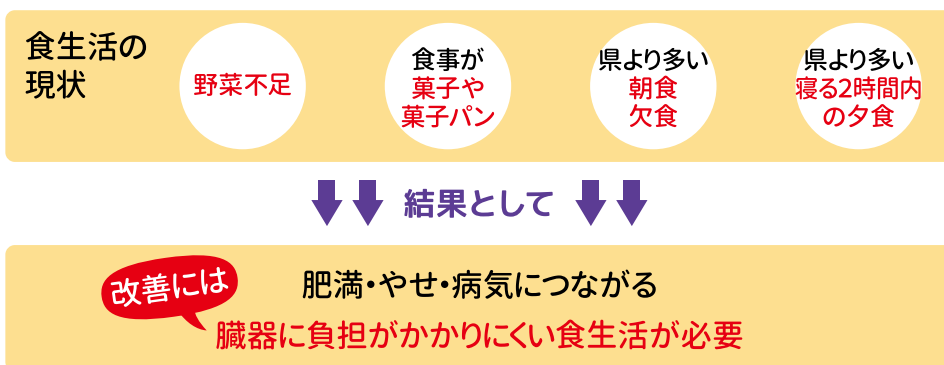 食生活の
現状
野菜不足
食事が
菓子や
菓子パン
県より多い
朝食
欠食
県より多い
寝る2時間内
の夕食
結果として
改善には
肥満・やせ・病気につながる
臓器に負担がかかりにくい食生活が必要